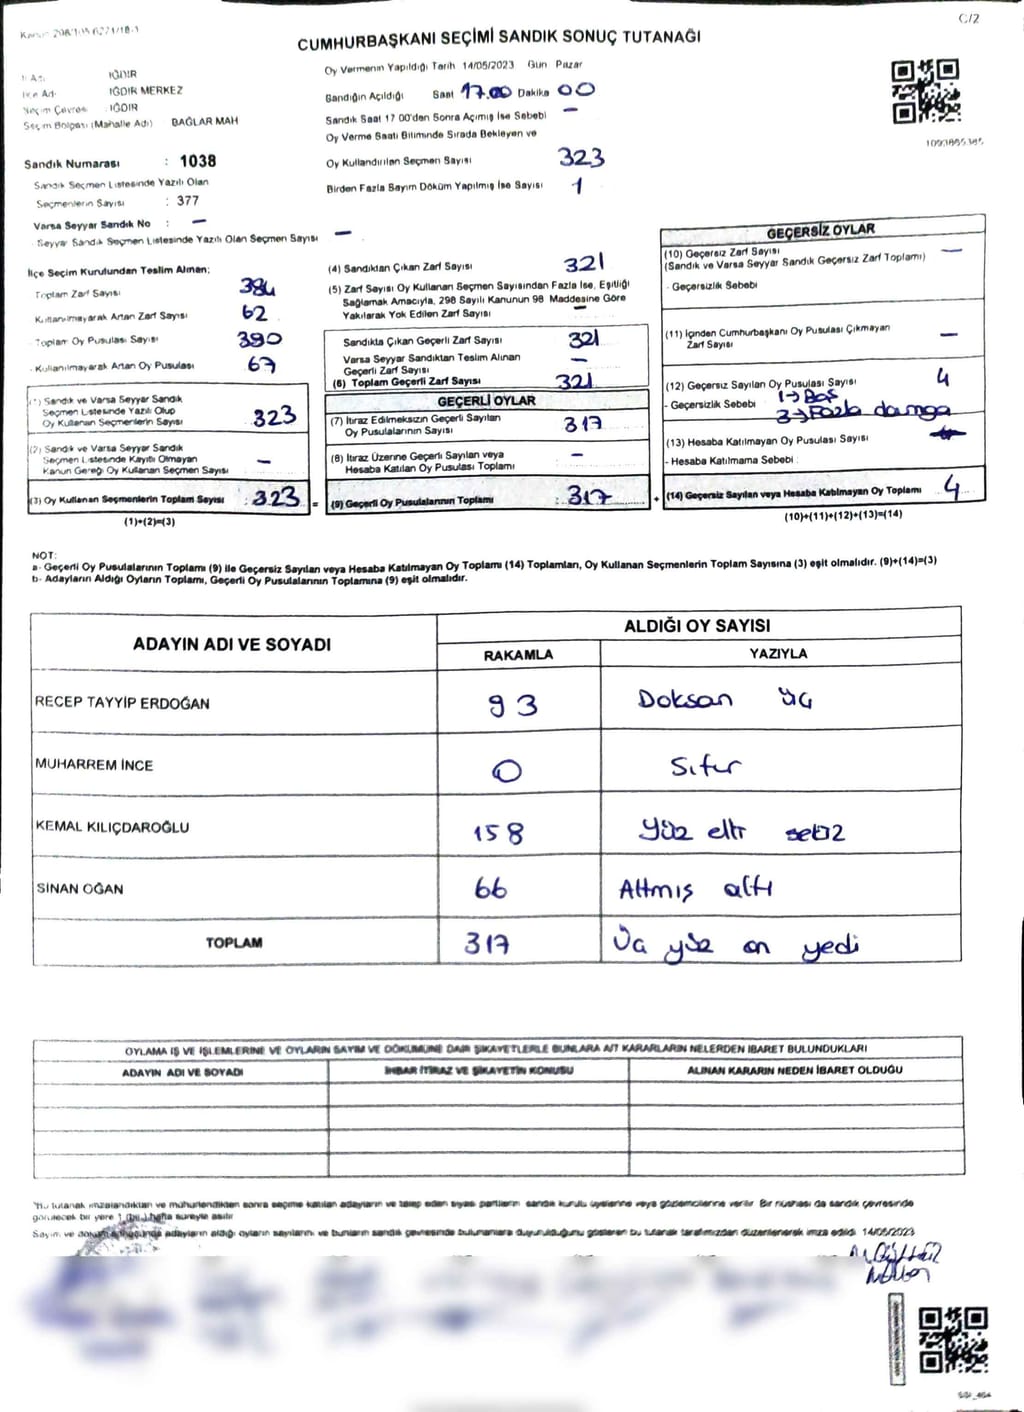 C/2
CUMHURBAŞKANI SEÇİMİ SANDIK SONUÇ TUTANAĞI
IĞDIR
IĞDIR MERKEZ
IĞDIR
Seçim Bölgesi (Mahalle Adı) BAĞLAR MAH
Sandık Numarası : 1038
Sandık Seçmen Listesinde Yazılı Olan
Seçmenlerin Sayısı : 377
Varsa Seyyar Sandık No : –
Seyyar Sandık Seçmen Listesinde Yazılı Olan Seçmen Sayısı –
Oy Vermenin Yapıldığı Tarih 14/05/2023 Gün Pazar
Sandığın Açıldığı Saat 17.00 Dakika 00
Sandık Saat 17 00'den Sonra Açmış İse Sebebi –
Oy Verme Saati Bitiminde Sırada Bekleyen ve
Oy Kullandırılan Seçmen Sayısı 323
Birden Fazla Sayım Döküm Yapılmış İse Sayısı 1
İlçe Seçim Kurulundan Teslim Alınan;
Toplam Zarf Sayısı 384
Kullanılmayarak Artan Zarf Sayısı 62
Toplam Oy Pusulası Sayısı 390
Kullanılmayarak Artan Oy Pusulası 67
(1) Sandık ve Varsa Seyyar Sandık
Seçmen Listesinde Yazılı Olup
Oy Kullanan Seçmenlerin Sayısı 323
(2) Sandık ve Varsa Seyyar Sandık
Seçmen Listesinde Kayıtlı Olmayan
Kanun Gereği Oy Kullanan Seçmen Sayısı –
(3) Oy Kullanan Seçmenlerin Toplam Sayısı : 323
(1)+(2)=(3)
(4) Sandıktan Çıkan Zarf Sayısı 321
(5) Zarf Sayısı Oy Kullanan Seçmen Sayısından Fazla İse, Eşitliği
Sağlamak Amacıyla, 298 Sayılı Kanunun 98 Maddesine Göre
Yakılarak Yok Edilen Zarf Sayısı –
Sandıkta Çıkan Geçerli Zarf Sayısı 321
Varsa Seyyar Sandıktan Teslim Alınan
Geçerli Zarf Sayısı –
(6) Toplam Geçerli Zarf Sayısı 321
GEÇERLİ OYLAR
(7) İtiraz Edilmeksizin Geçerli Sayılan
Oy Pusulalarının Sayısı 317
(8) İtiraz Üzerine Geçerli Sayılan veya
Hesaba Katılan Oy Pusulası Toplamı –
= (9) Geçerli Oy Pusulalarının Toplamı : 317
GEÇERSİZ OYLAR
(10) Geçersiz Zarf Sayısı –
(Sandık ve Varsa Seyyar Sandık Geçersiz Zarf Toplamı)
- Geçersizlik Sebebi
(11) İçinden Cumhurbaşkanı Oy Pusulası Çıkmayan
Zarf Sayısı –
(12) Geçersiz Sayılan Oy Pusulası Sayısı 4
- Geçersizlik Sebebi : 1→Boş
3→Fazla damga
(13) Hesaba Katılmayan Oy Pusulası Sayısı
- Hesaba Katılmama Sebebi
+ (14) Geçersiz Sayılan veya Hesaba Katılmayan Oy Toplamı 4
(10)+(11)+(12)+(13)=(14)
NOT:
a- Geçerli Oy Pusulalarının Toplamı (9) ile Geçersiz Sayılan veya Hesaba Katılmayan Oy Toplamı (14) Toplamları, Oy Kullanan Seçmenlerin Toplam Sayısına (3) eşit olmalıdır. (9)+(14)=(3)
b- Adayların Aldığı Oyların Toplamı, Geçerli Oy Pusulalarının Toplamına (9) eşit olmalıdır.
ADAYIN ADI VE SOYADI
ALDIĞI OY SAYISI
RAKAMLA YAZIYLA
RECEP TAYYİP ERDOĞAN 93 Doksan üç
MUHARREM İNCE 0 Sıfır
KEMAL KILIÇDAROĞLU 158 Yüz elli sekiz
SİNAN OĞAN 66 Altmış altı
TOPLAM 317 Üç yüz on yedi
OYLAMA İŞ VE İŞLEMLERİNE VE OYLARIN SAYIM VE DÖKÜMÜNE DAİR ŞİKAYETLERLE BUNLARA AİT KARARLARIN NELERDEN İBARET BULUNDUKLARI
ADAYIN ADI VE SOYADI İHBAR İTİRAZ VE ŞİKAYETİN KONUSU ALINAN KARARIN NEDEN İBARET OLDUĞU
Bu tutanak imzalandıktan ve mühürlendikten sonra seçime katılan adayların ve talep eden siyasi partilerin sandık kurulu üyelerine veya gözlemcilerine verilir. Bir nüshası da sandık çevresinde
görülecek bir yere 1 (bir) hafta süreyle asılır
Sayım ve döküm adayların aldığı oyların sayılarını ve bunların sandık çevresinde bulunanlara duyurulduğunu gösteren bu tutanak tarafımızdan düzenlenerek imza edildi. 14/05/2023